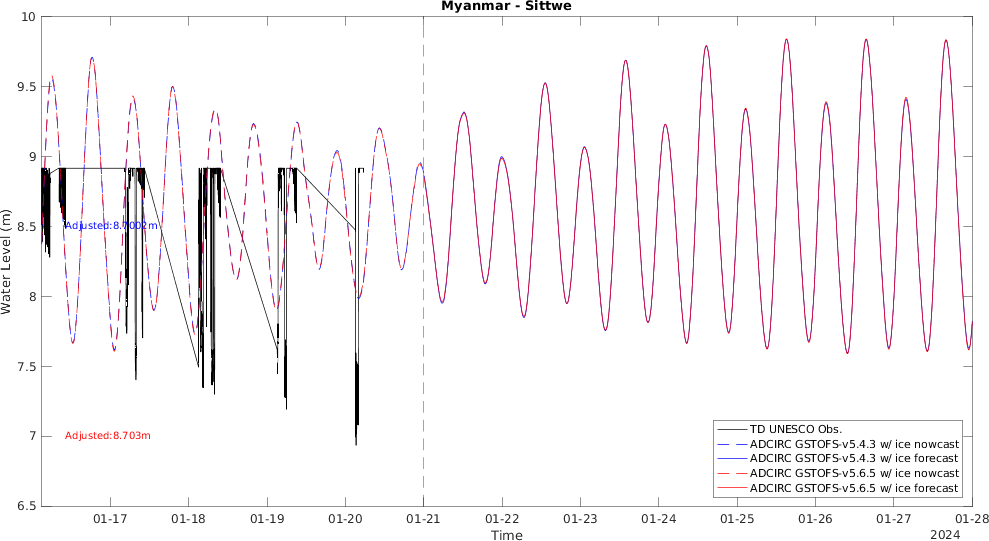 Myanmar - Sittwe
10
9.5
9
8.5
8
7.5
7
6.5
Water Level (m)
Adjusted:8.7002m
Adjusted:8.703m
TD UNESCO Obs.
ADCIRC GSTOFS-v5.4.3 w/ ice nowcast
ADCIRC GSTOFS-v5.4.3 w/ ice forecast
ADCIRC GSTOFS-v5.6.5 w/ ice nowcast
ADCIRC GSTOFS-v5.6.5 w/ ice forecast
01-17 01-18 01-19 01-20 01-21 01-22 01-23 01-24 01-25 01-26 01-27 01-28
Time
2024